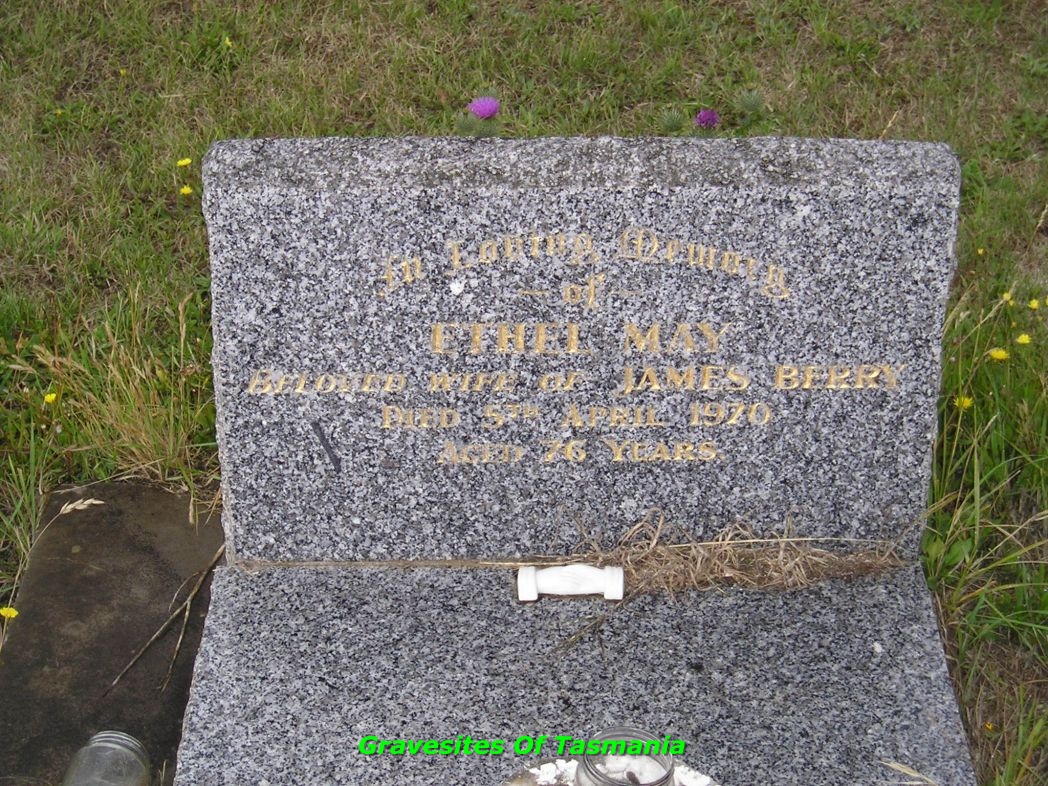 In Loving Memory
— of —
ETHEL MAY
BELOVED WIFE OF JAMES BERRY
DIED 5TH APRIL 1970
AGED 76 YEARS
Gravesites Of Tasmania